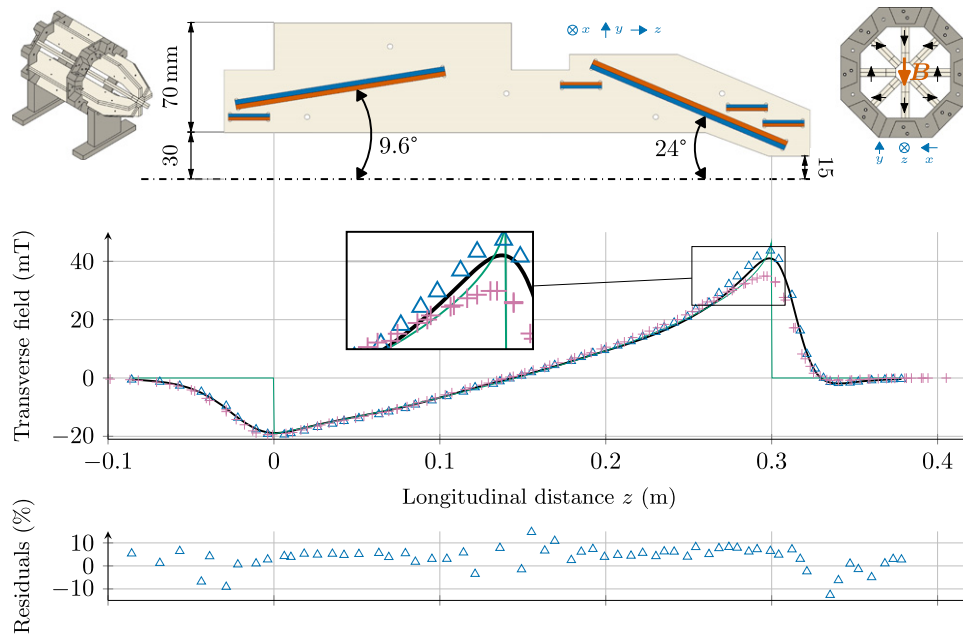 ⊗ x ↑ y → z
70 mm
30
9.6°
24°
15
B
y z x
Transverse field (mT)
40
20
0
−20
−0.1 0 0.1 0.2 0.3 0.4
Longitudinal distance z (m)
Residuals (%)
10
0
−10